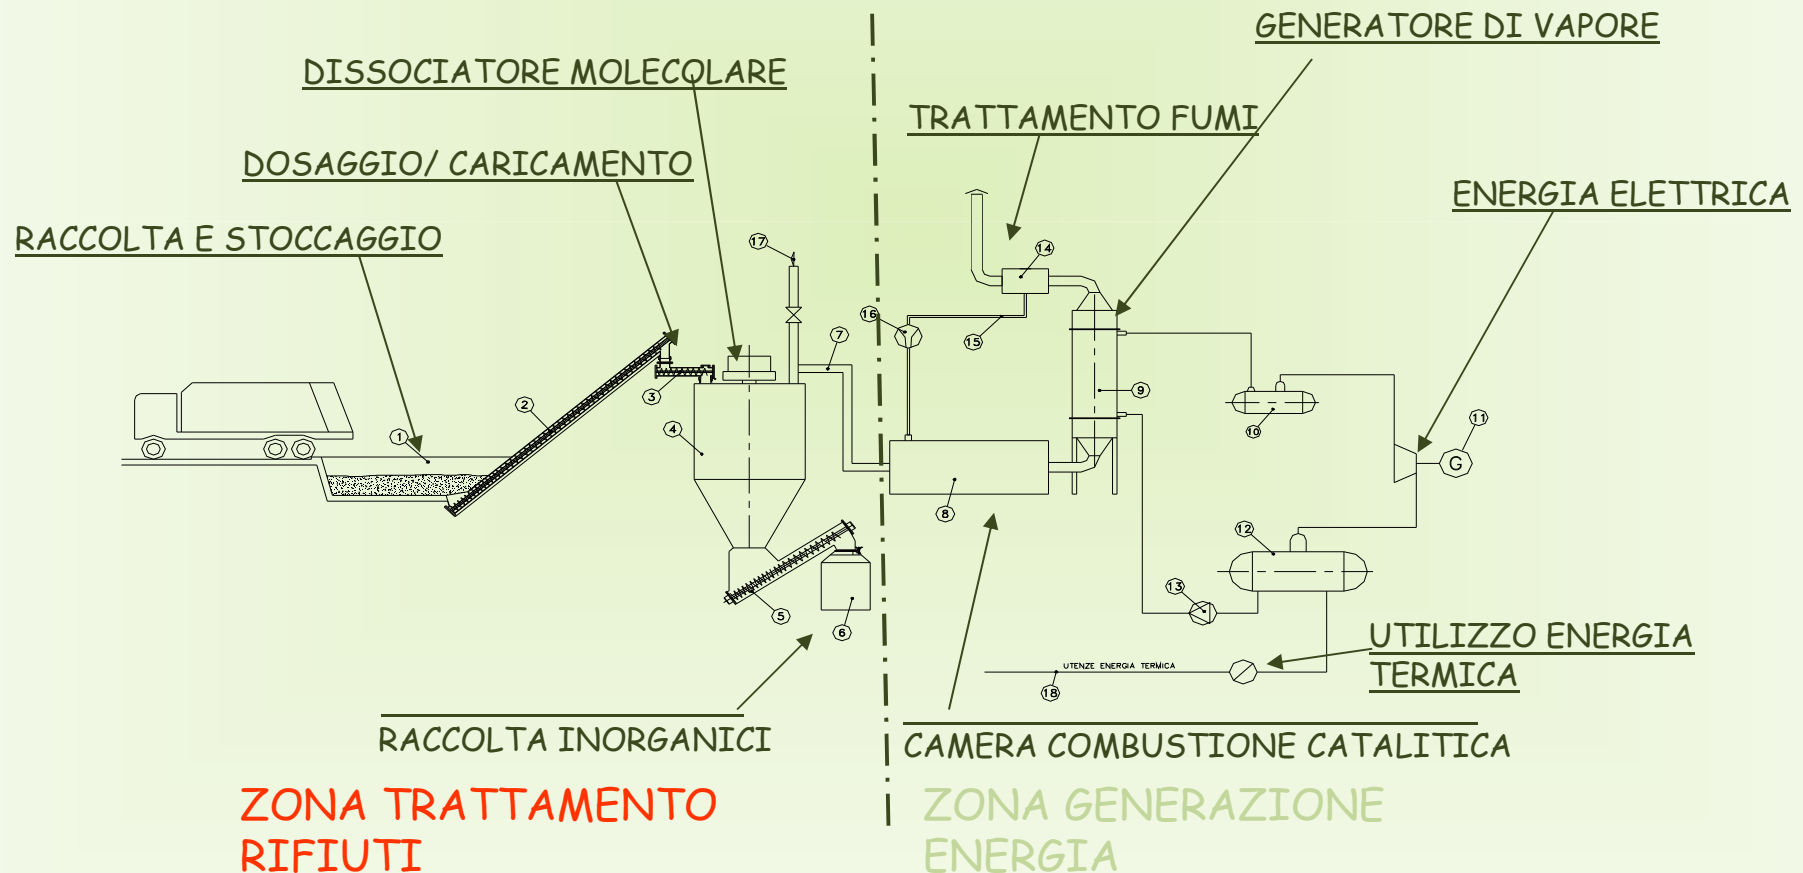 GENERATORE DI VAPORE
DISSOCIATORE MOLECOLARE
TRATTAMENTO FUMI
DOSAGGIO/ CARICAMENTO
ENERGIA ELETTRICA
RACCOLTA E STOCCAGGIO
17
14
16
7
15
3
2
9
1
4
10
11
G
8
12
13
5
6
UTILIZZO ENERGIA
TERMICA
UTENZE ENERGIA TERMICA
18
RACCOLTA INORGANICI
CAMERA COMBUSTIONE CATALITICA
ZONA TRATTAMENTO
RIFIUTI
ZONA GENERAZIONE
ENERGIA